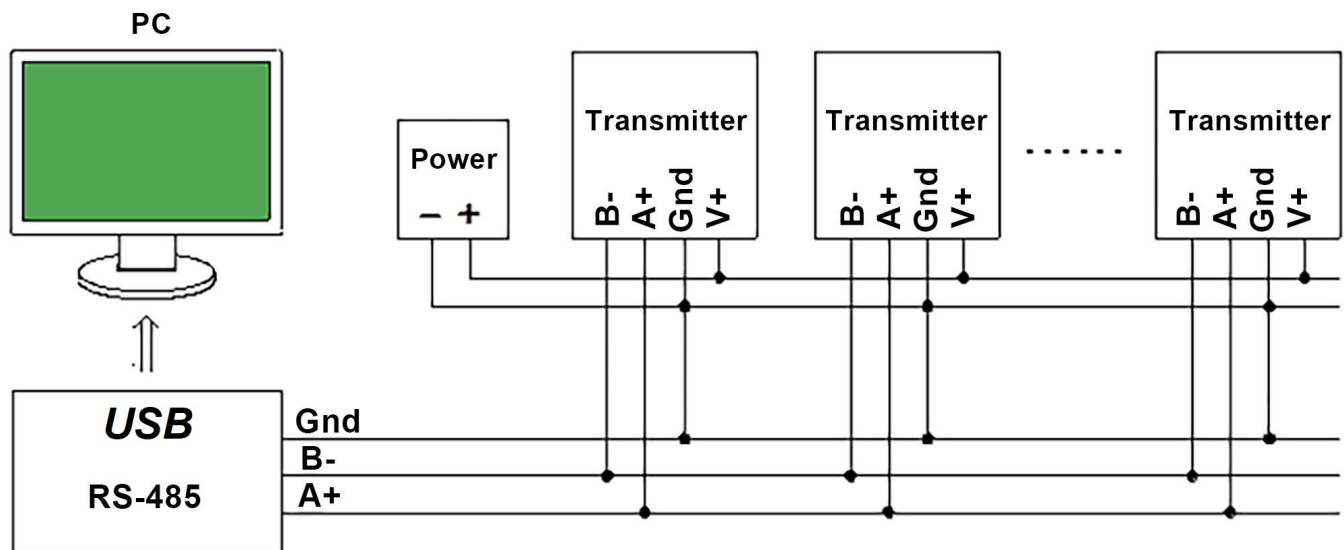 PC
Power
- +
Transmitter
B- A+ Gnd V+
Transmitter
B- A+ Gnd V+
......
Transmitter
B- A+ Gnd V+
USB
RS-485
Gnd
B-
A+